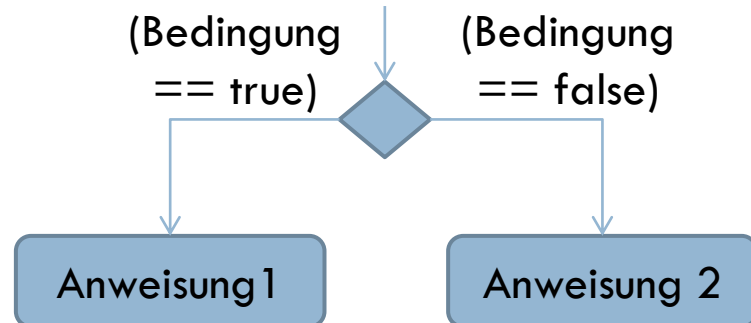 (Bedingung
== true)
(Bedingung
== false)
Anweisung1
Anweisung 2